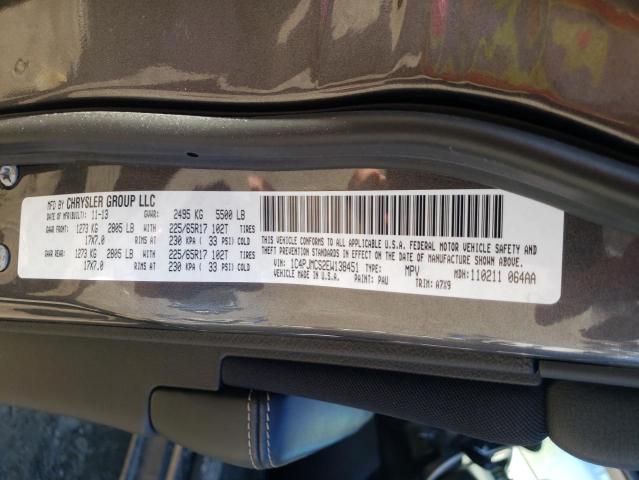 MFD BY CHRYSLER GROUP LLC
DATE OF MFR(BUILT): 11-13 GVWR: 2495 KG 5500 LB
GAWR FRONT: 1273 KG 2805 LB WITH 225/65R17 102T TIRES
17X7.0 RIMS AT 230 KPA ( 33 PSI) COLD
GAWR REAR: 1273 KG 2805 LB WITH 225/65R17 102T TIRES
17X7.0 RIMS AT 230 KPA ( 33 PSI) COLD
THIS VEHICLE CONFORMS TO ALL APPLICABLE U.S.A. FEDERAL MOTOR VEHICLE SAFETY AND
THEFT PREVENTION STANDARDS IN EFFECT ON THE DATE OF MANUFACTURE SHOWN ABOVE.
VIN: 1C4PJMCS2EW138451 TYPE: MPV MDH: 110211 064AA
VEHICLE MADE IN U.S.A. PAINT: PAU TRIM: A7X9